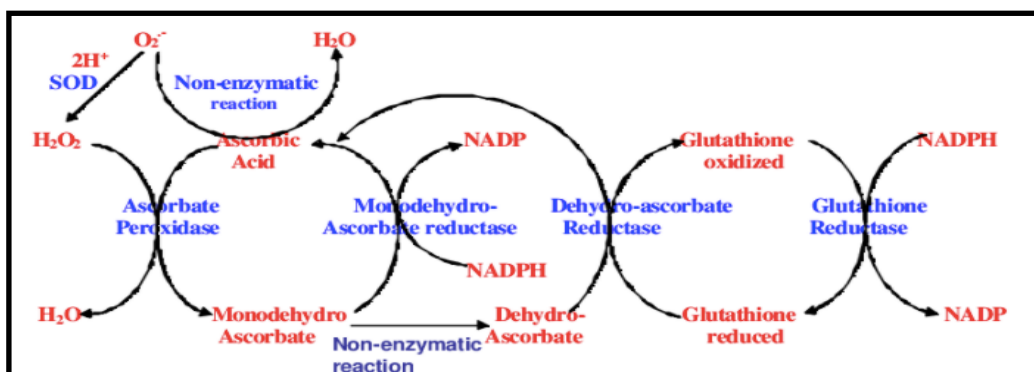 O₂·⁻
H₂O
2H⁺
SOD
Non-enzymatic
reaction
H₂O₂
Ascorbic
Acid
NADP
Glutathione
oxidized
NADPH
Ascorbate
Peroxidase
Monodehydro-
Ascorbate reductase
Dehydro-ascorbate
Reductase
Glutathione
Reductase
NADPH
H₂O
Monodehydro
Ascorbate
Dehydro-
Ascorbate
Glutathione
reduced
NADP
Non-enzymatic
reaction